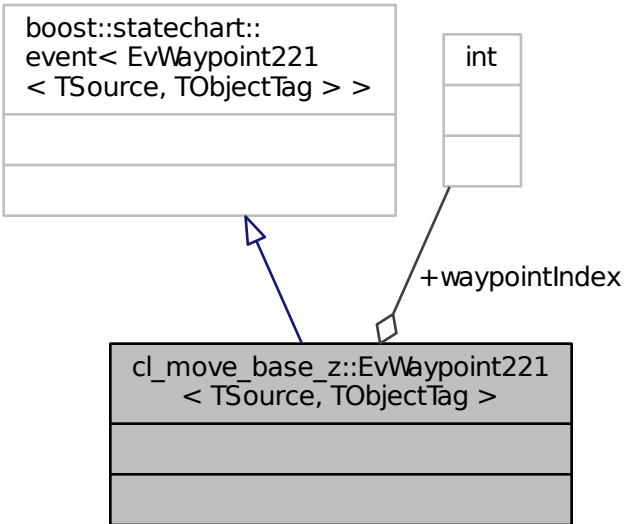 boost::statechart::
event< EvWaypoint221
< TSource, TObjectTag > >
int
+waypointIndex
cl_move_base_z::EvWaypoint221
< TSource, TObjectTag >